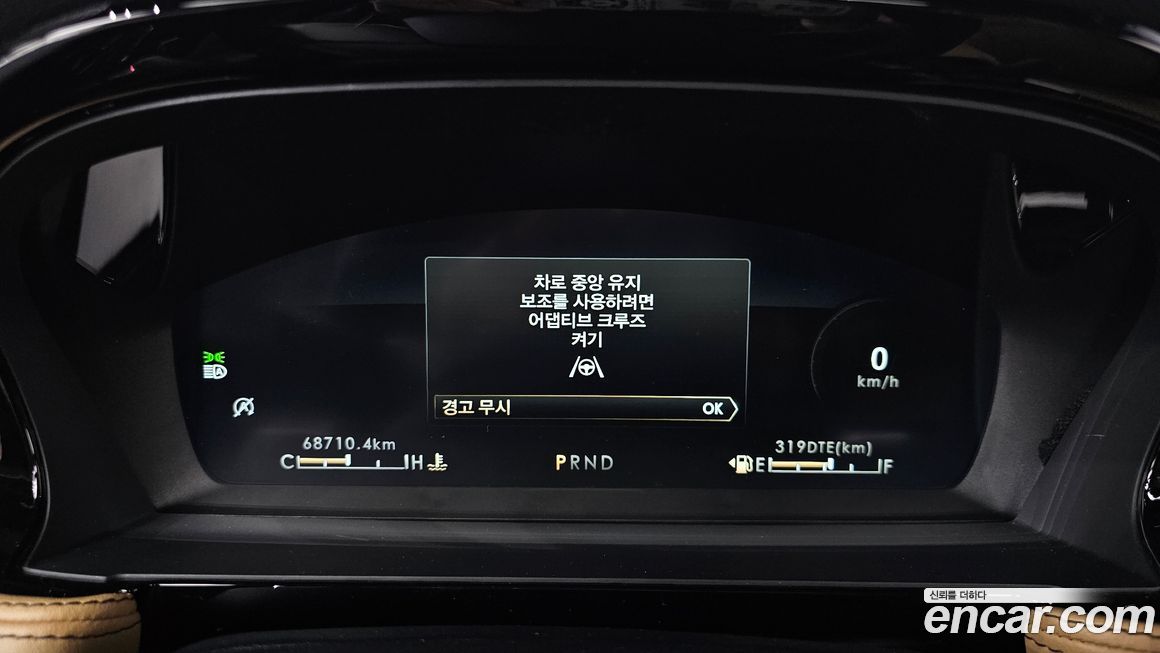 차로 중앙 유지
보조를 사용하려면
어댑티브 크루즈
켜기
경고 무시 OK
0
km/h
68710.4km
C H
PRND
319DTE(km)
E F
신뢰를 더하다
encar.com